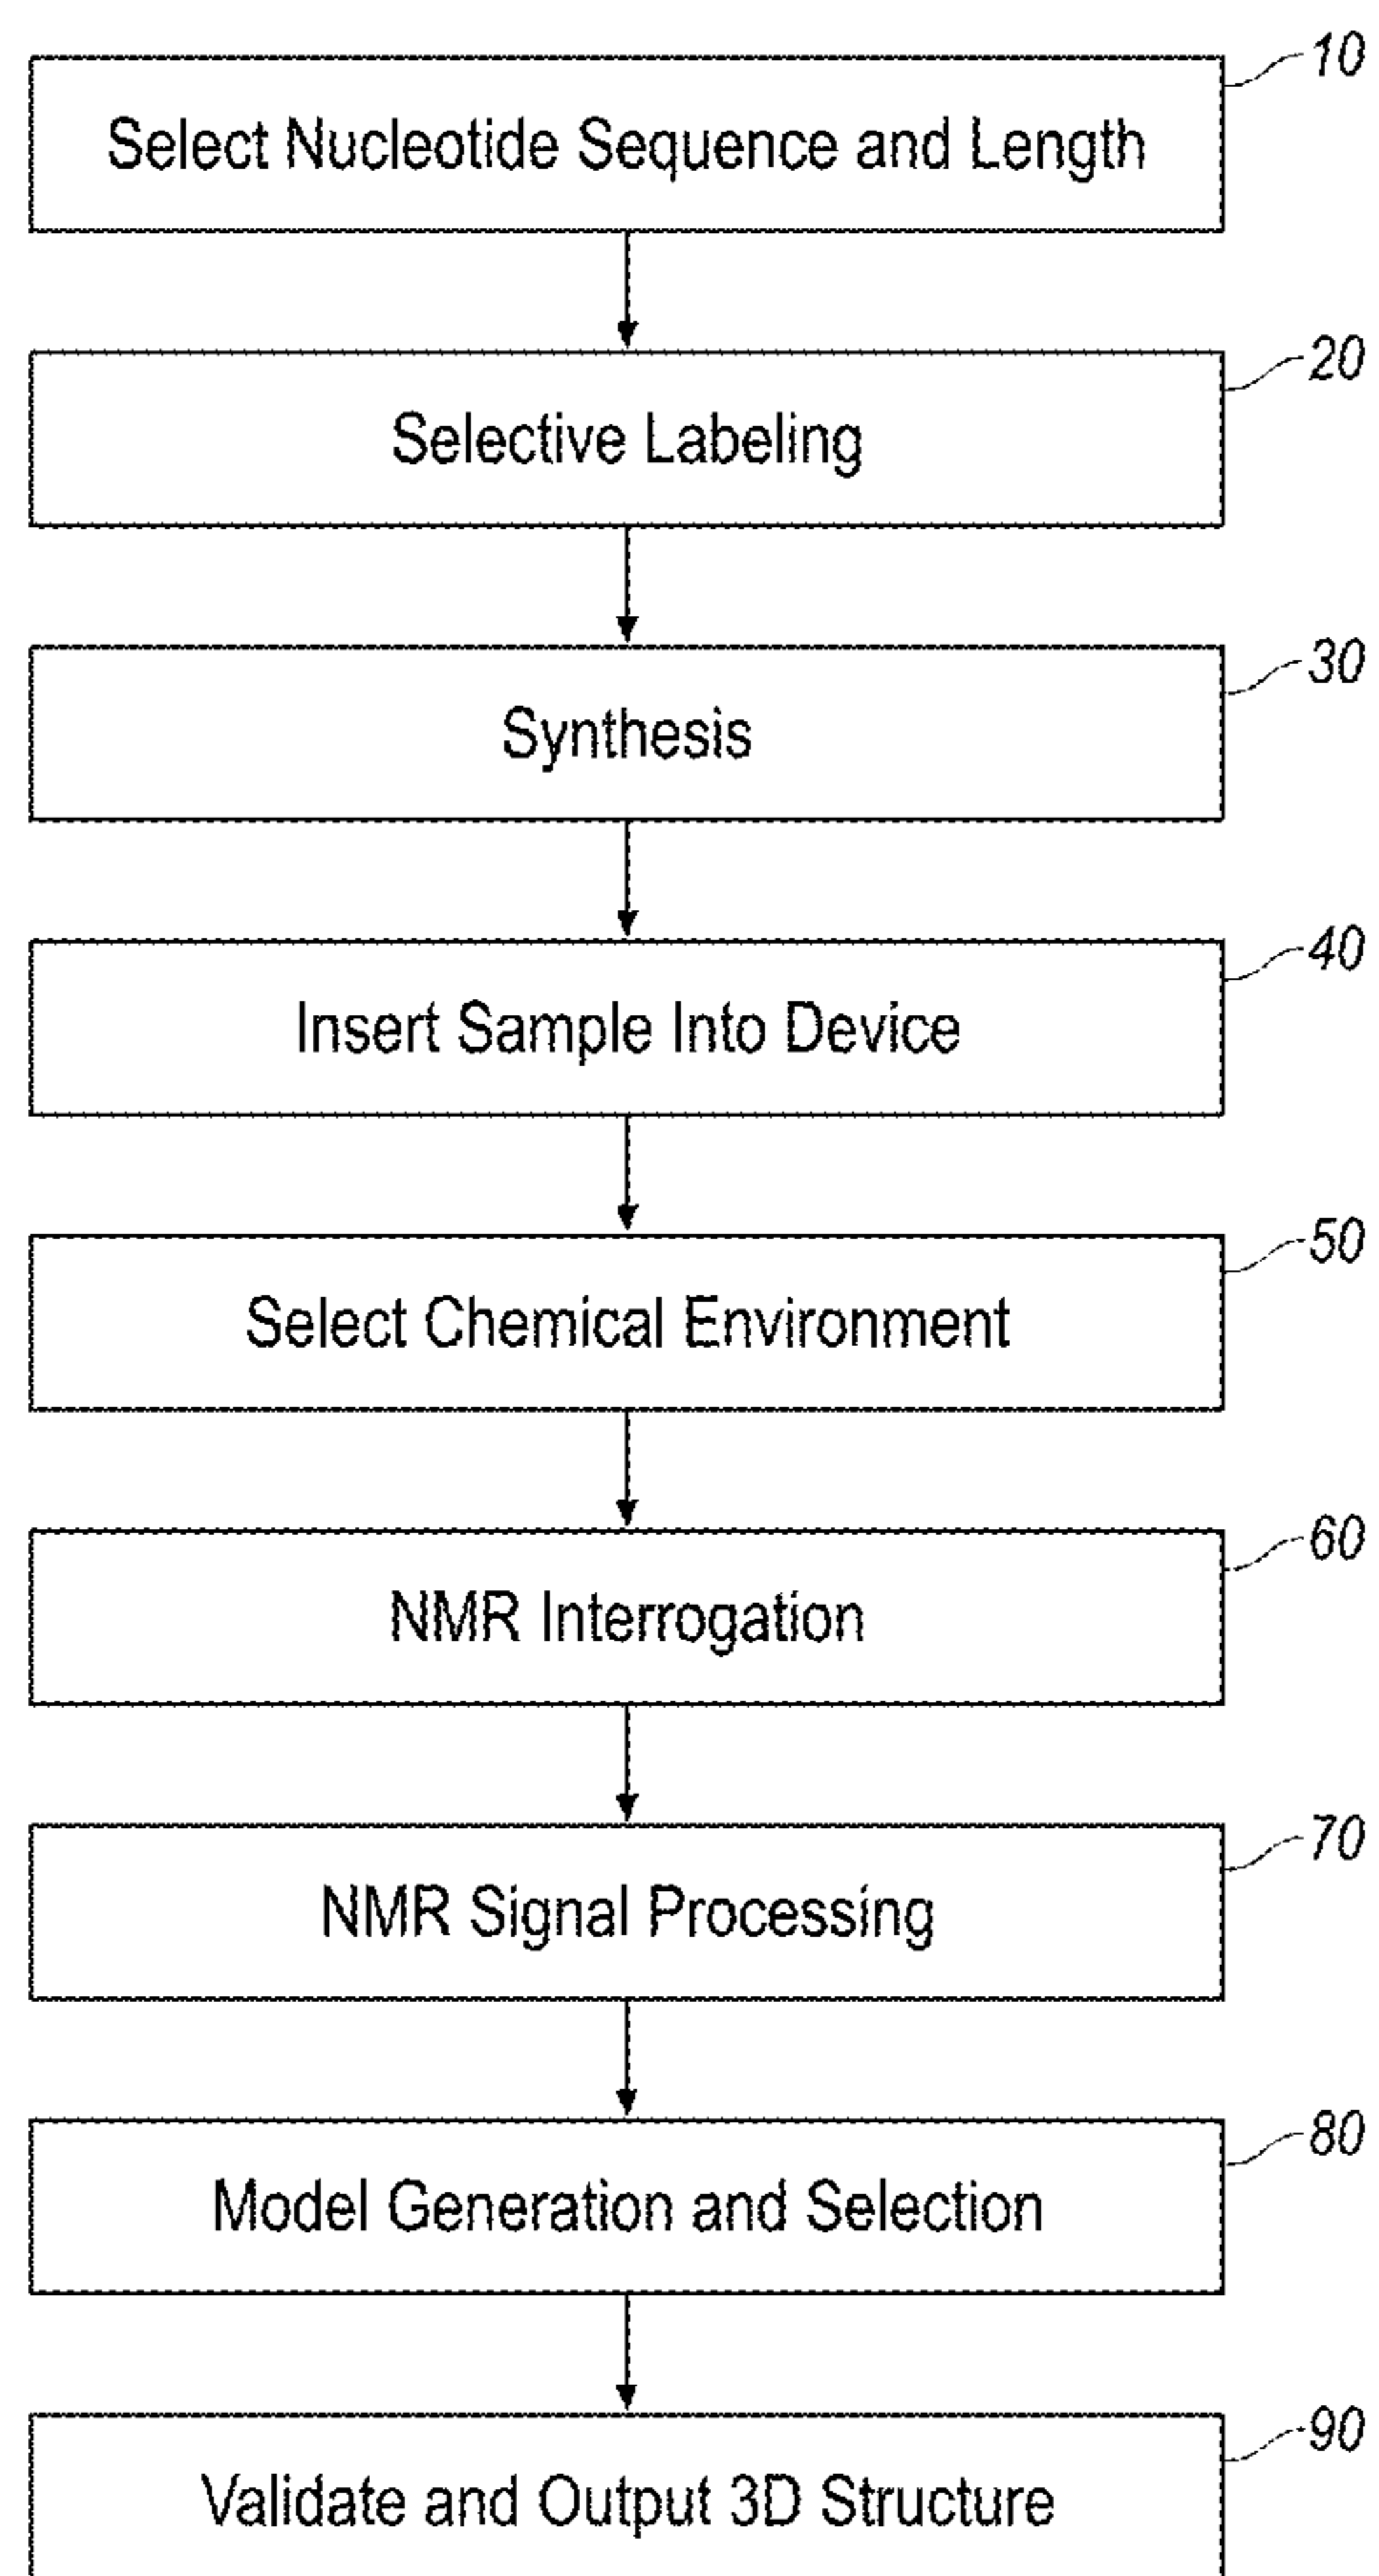 10
Select Nucleotide Sequence and Length
20
Selective Labeling
30
Synthesis
40
Insert Sample Into Device
50
Select Chemical Environment
60
NMR Interrogation
70
NMR Signal Processing
80
Model Generation and Selection
90
Validate and Output 3D Structure